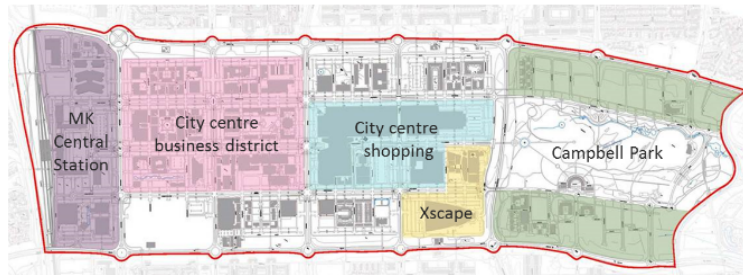 MK
Central
Station
City centre
business district
City centre
shopping
Xscape
Campbell Park